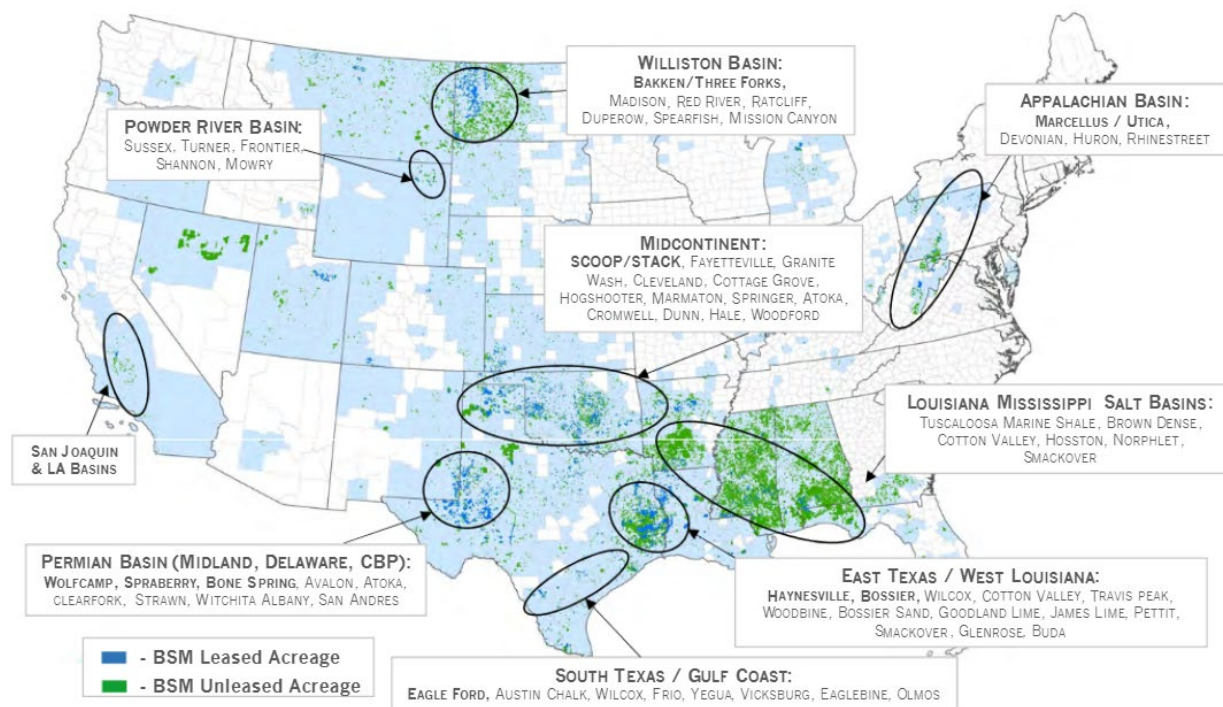 WILLISTON BASIN:
BAKKEN/THREE FORKS,
MADISON, RED RIVER, RATCLIFF,
DUPEROW, SPEARFISH, MISSION CANYON
APPALACHIAN BASIN:
MARCELLUS / UTICA,
DEVONIAN, HURON, RHINESTREET
POWDER RIVER BASIN:
SUSSEX, TURNER, FRONTIER,
SHANNON, MOWRY
MIDCONTINENT:
SCOOP/STACK, FAYETTEVILLE, GRANITE
WASH, CLEVELAND, COTTAGE GROVE,
HOGSHOOTER, MARMATON, SPRINGER, ATOKA,
CROMWELL, DUNN, HALE, WOODFORD
LOUISIANA MISSISSIPPI SALT BASINS:
TUSCALOOSA MARINE SHALE, BROWN DENSE,
COTTON VALLEY, HOSSTON, NORPHLET,
SMACKOVER
SAN JOAQUIN
& LA BASINS
PERMIAN BASIN (MIDLAND, DELAWARE, CBP):
WOLFCAMP, SPRABERRY, BONE SPRING, AVALON, ATOKA,
CLEARFORK, STRAWN, WITCHITA ALBANY, SAN ANDRES
EAST TEXAS / WEST LOUISIANA:
HAYNESVILLE, BOSSIER, WILCOX, COTTON VALLEY, TRAVIS PEAK,
WOODBINE, BOSSIER SAND, GOODLAND LIME, JAMES LIME, PETTIT,
SMACKOVER, GLENROSE, BUDA
- BSM Leased Acreage
- BSM Unleased Acreage
SOUTH TEXAS / GULF COAST:
EAGLE FORD, AUSTIN CHALK, WILCOX, FRIO, YEGUA, VICKSBURG, EAGLEBINE, OLMOS